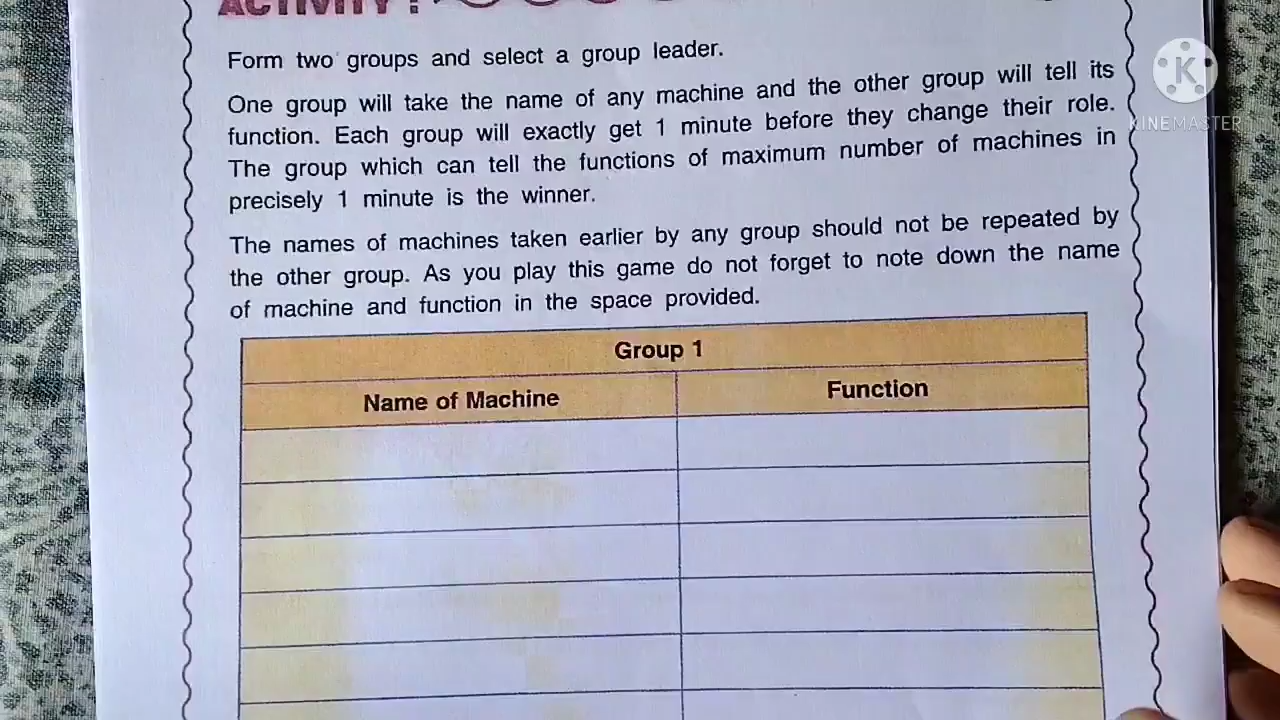 ACTIVITY !
Form two groups and select a group leader.
One group will take the name of any machine and the other group will tell its
function. Each group will exactly get 1 minute before they change their role.
The group which can tell the functions of maximum number of machines in
precisely 1 minute is the winner.
The names of machines taken earlier by any group should not be repeated by
the other group. As you play this game do not forget to note down the name
of machine and function in the space provided.
Group 1
Name of Machine Function
K
KINEMASTER